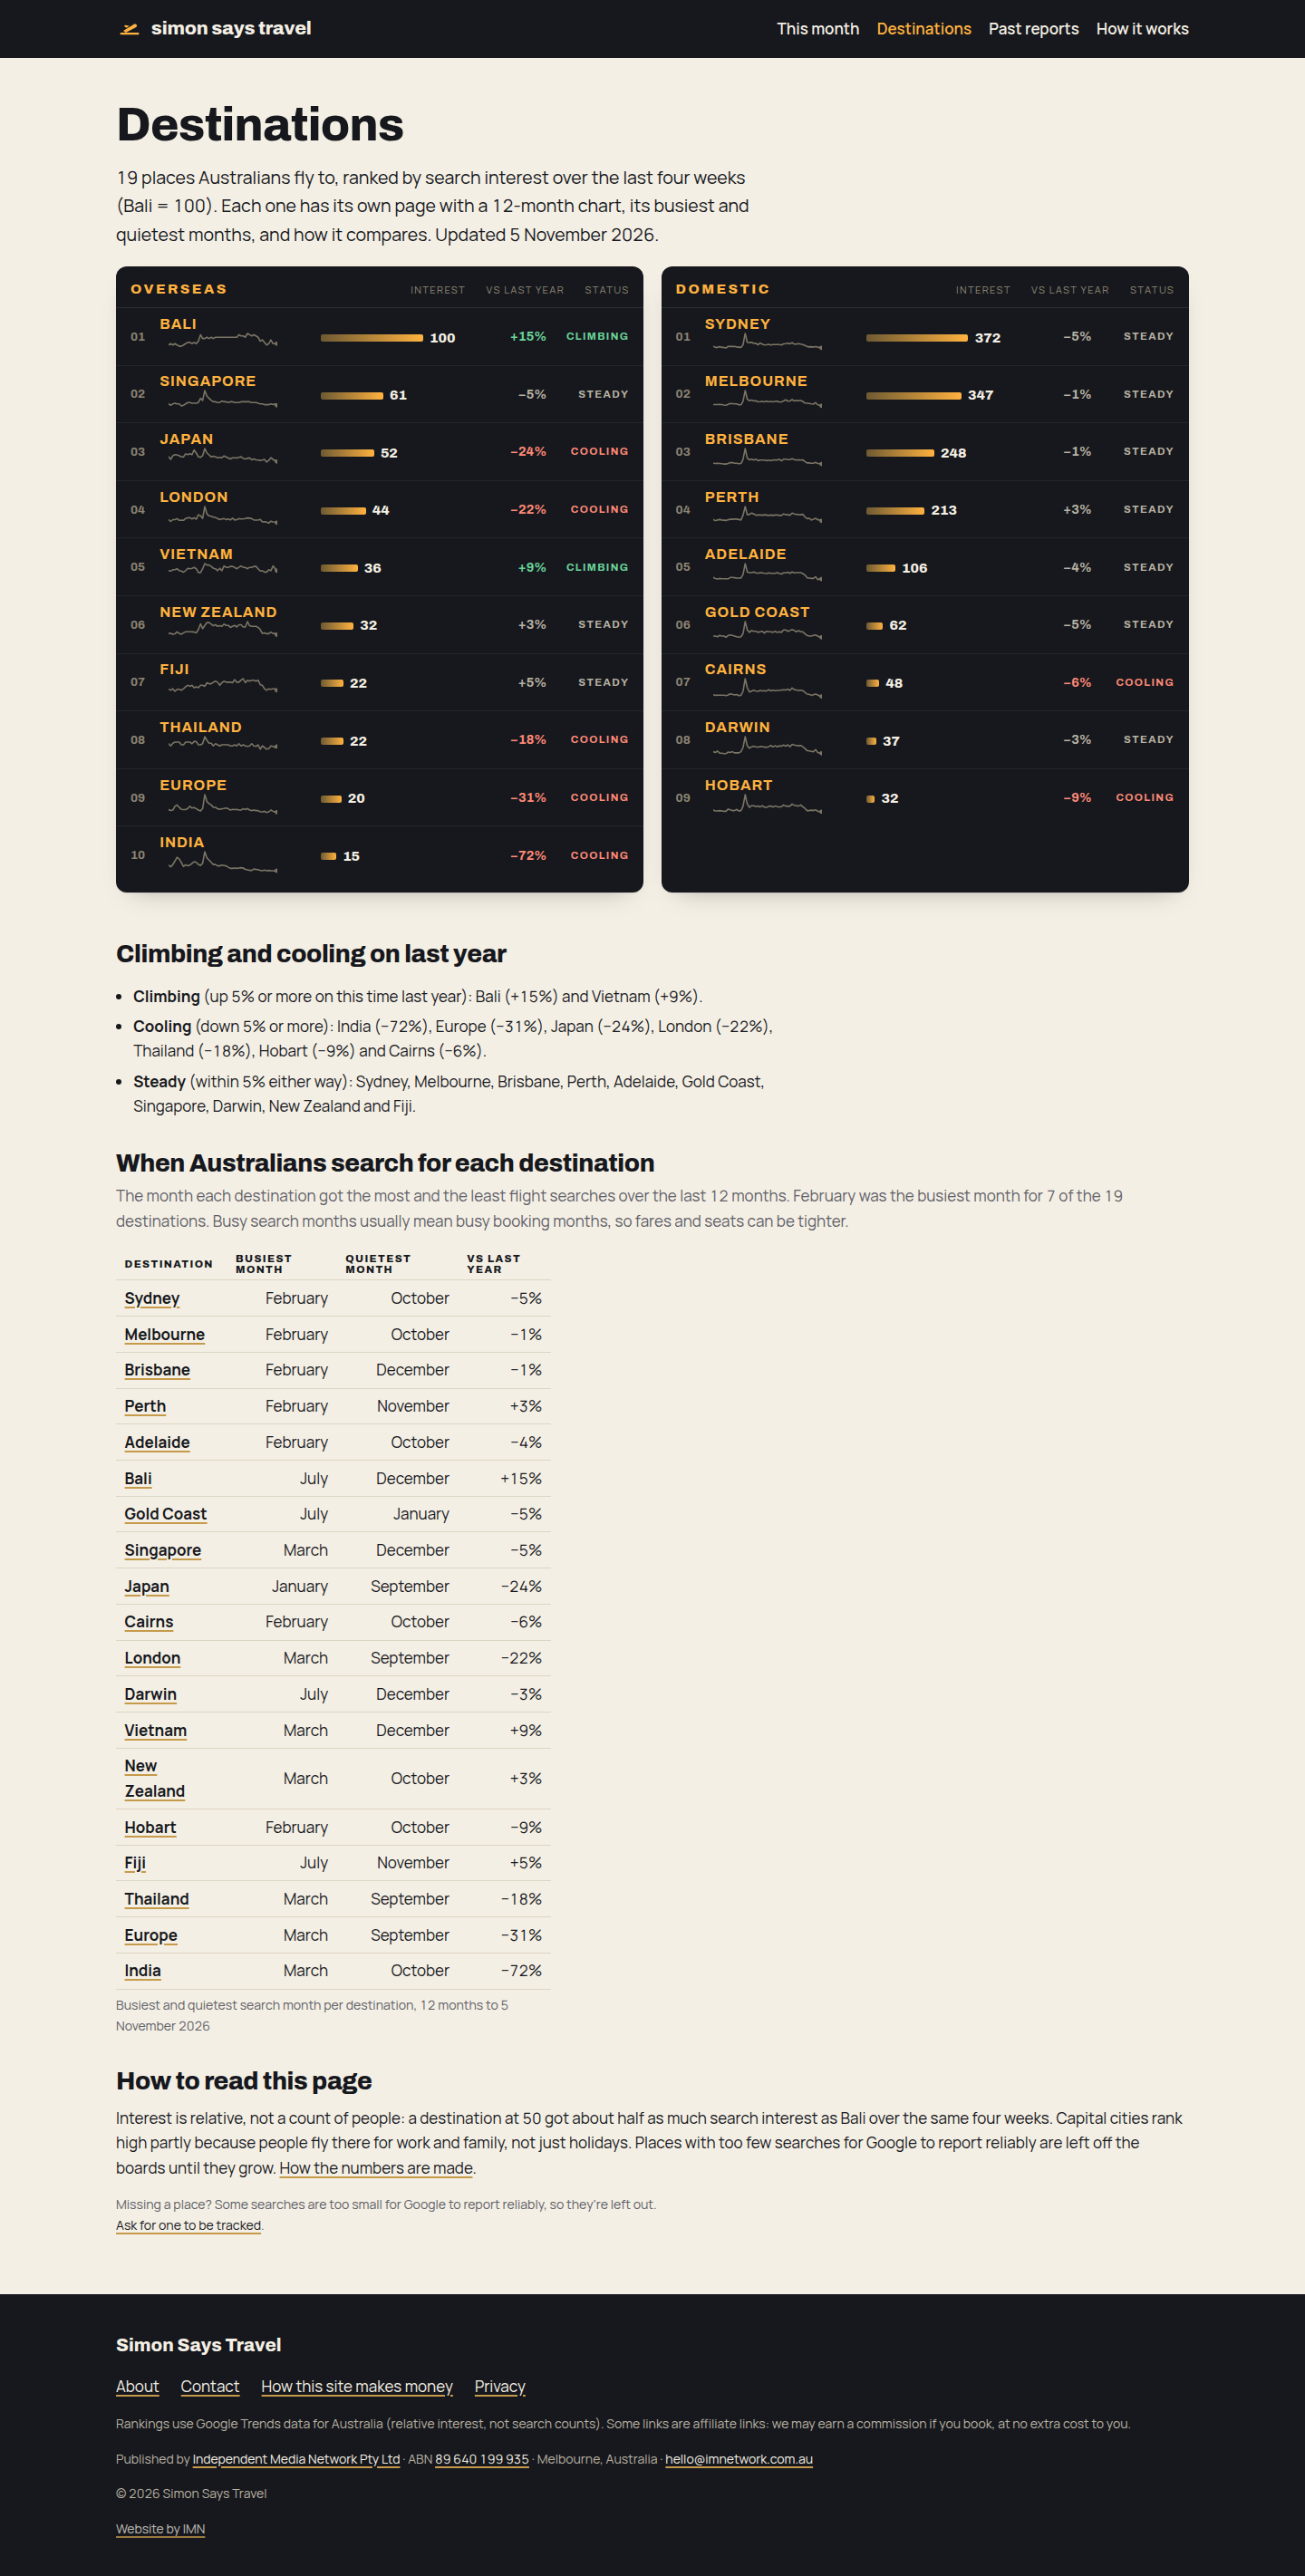 simon says travel
This month Destinations Past reports How it works
Destinations
19 places Australians fly to, ranked by search interest over the last four weeks
(Bali = 100). Each one has its own page with a 12-month chart, its busiest and
quietest months, and how it compares. Updated 5 November 2026.
OVERSEAS INTEREST VS LAST YEAR STATUS
01 BALI 100 +15% CLIMBING
02 SINGAPORE 61 −5% STEADY
03 JAPAN 52 −24% COOLING
04 LONDON 44 −22% COOLING
05 VIETNAM 36 +9% CLIMBING
06 NEW ZEALAND 32 +3% STEADY
07 FIJI 22 +5% STEADY
08 THAILAND 22 −18% COOLING
09 EUROPE 20 −31% COOLING
10 INDIA 15 −72% COOLING
DOMESTIC INTEREST VS LAST YEAR STATUS
01 SYDNEY 372 −5% STEADY
02 MELBOURNE 347 −1% STEADY
03 BRISBANE 248 −1% STEADY
04 PERTH 213 +3% STEADY
05 ADELAIDE 106 −4% STEADY
06 GOLD COAST 62 −5% STEADY
07 CAIRNS 48 −6% COOLING
08 DARWIN 37 −3% STEADY
09 HOBART 32 −9% COOLING
Climbing and cooling on last year
• Climbing (up 5% or more on this time last year): Bali (+15%) and Vietnam (+9%).
• Cooling (down 5% or more): India (−72%), Europe (−31%), Japan (−24%), London (−22%),
Thailand (−18%), Hobart (−9%) and Cairns (−6%).
• Steady (within 5% either way): Sydney, Melbourne, Brisbane, Perth, Adelaide, Gold Coast,
Singapore, Darwin, New Zealand and Fiji.
When Australians search for each destination
The month each destination got the most and the least flight searches over the last 12 months. February was the busiest month for 7 of the 19
destinations. Busy search months usually mean busy booking months, so fares and seats can be tighter.
DESTINATION BUSIEST MONTH QUIETEST MONTH VS LAST YEAR
Sydney February October −5%
Melbourne February October −1%
Brisbane February December −1%
Perth February November +3%
Adelaide February October −4%
Bali July December +15%
Gold Coast July January −5%
Singapore March December −5%
Japan January September −24%
Cairns February October −6%
London March September −22%
Darwin July December −3%
Vietnam March December +9%
New Zealand March October +3%
Hobart February October −9%
Fiji July November +5%
Thailand March September −18%
Europe March September −31%
India March October −72%
Busiest and quietest search month per destination, 12 months to 5
November 2026
How to read this page
Interest is relative, not a count of people: a destination at 50 got about half as much search interest as Bali over the same four weeks. Capital cities rank
high partly because people fly there for work and family, not just holidays. Places with too few searches for Google to report reliably are left off the
boards until they grow. How the numbers are made.
Missing a place? Some searches are too small for Google to report reliably, so they're left out.
Ask for one to be tracked.
Simon Says Travel
About Contact How this site makes money Privacy
Rankings use Google Trends data for Australia (relative interest, not search counts). Some links are affiliate links: we may earn a commission if you book, at no extra cost to you.
Published by Independent Media Network Pty Ltd · ABN 89 640 199 935 · Melbourne, Australia · hello@imnetwork.com.au
© 2026 Simon Says Travel
Website by IMN